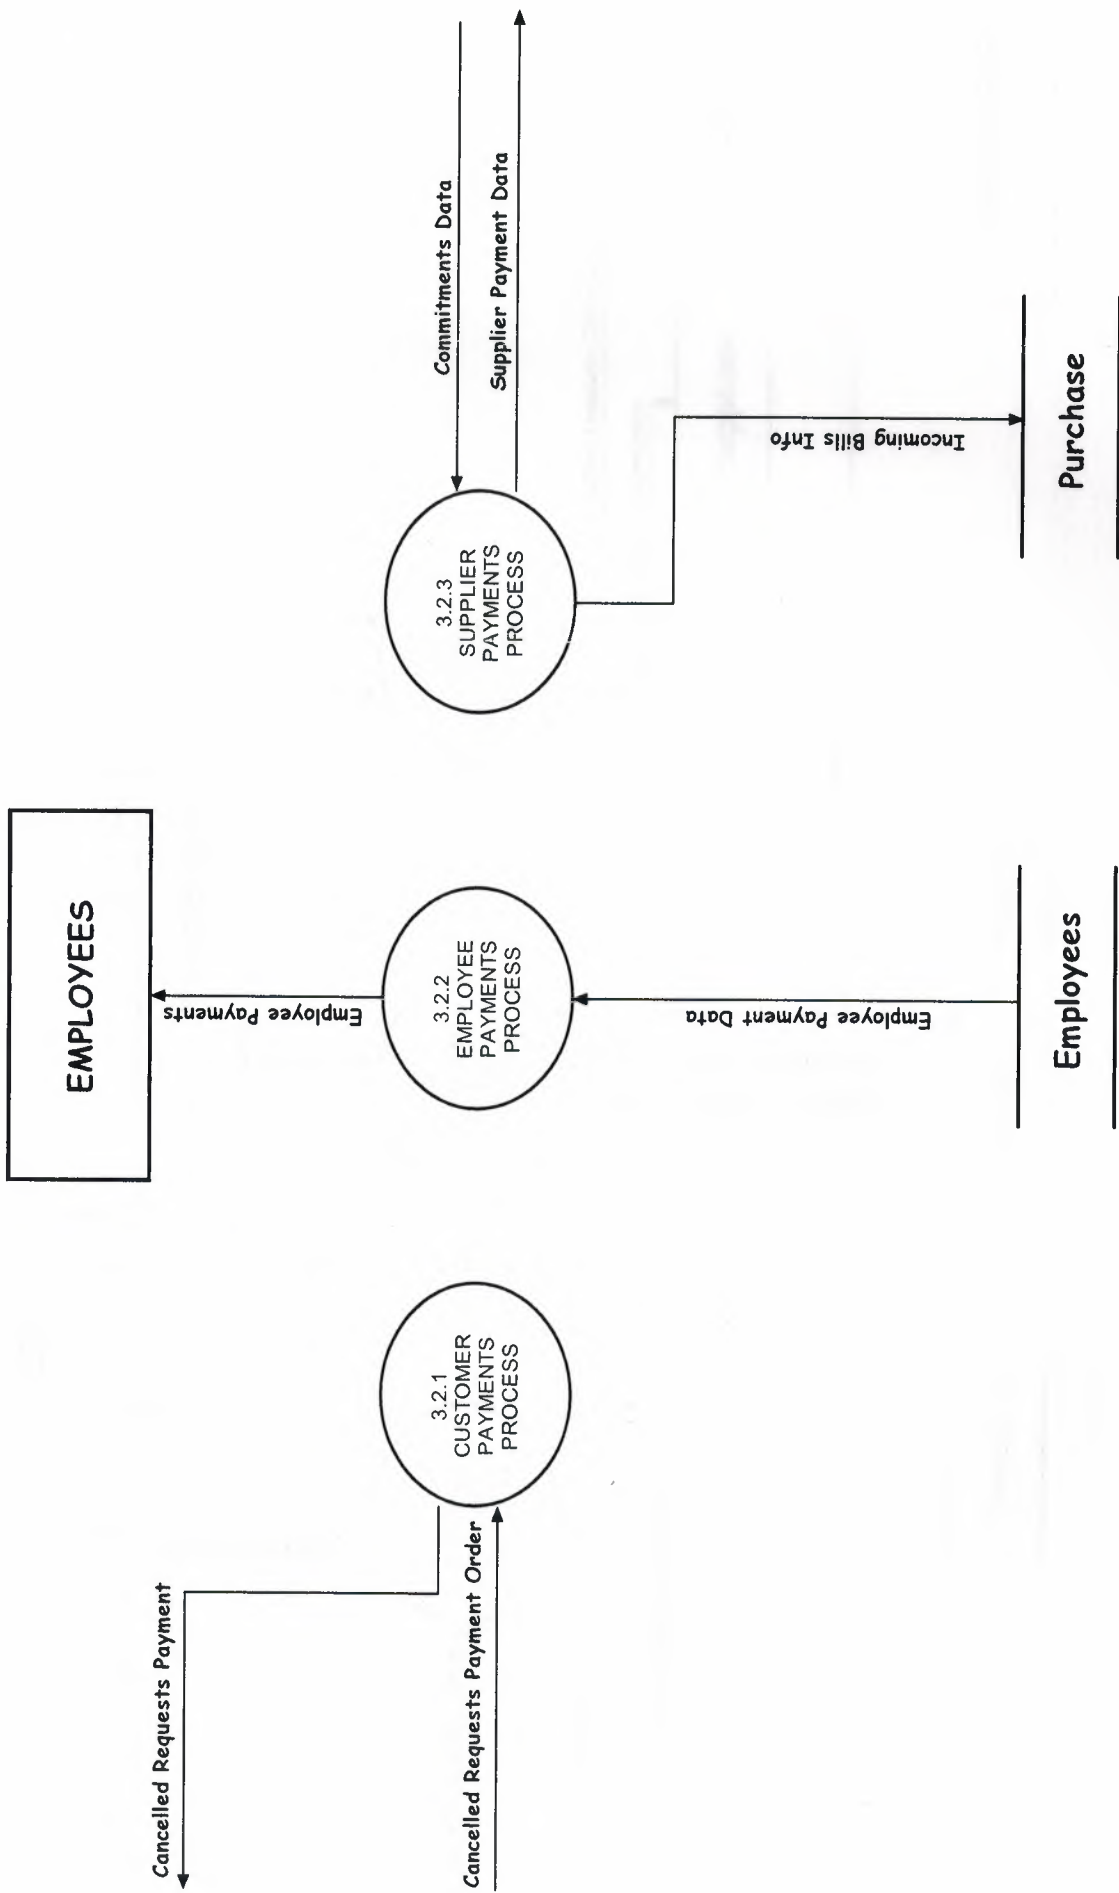 EMPLOYEES
Cancelled Requests Payment
Cancelled Requests Payment Order
3.2.1
CUSTOMER
PAYMENTS
PROCESS
Employee Payments
3.2.2
EMPLOYEE
PAYMENTS
PROCESS
Employee Payment Data
Employees
Commitments Data
Supplier Payment Data
3.2.3
SUPPLIER
PAYMENTS
PROCESS
Incoming Bills Info
Purchase